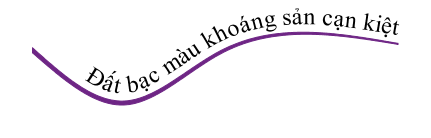 Đất bạc màu khoáng sản cạn kiệt